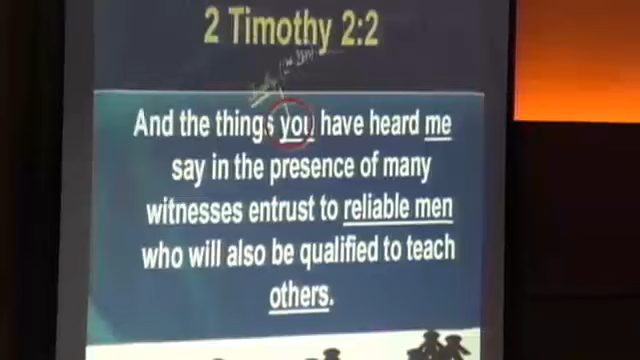 2 Timothy 2:2
And the things you have heard me
say in the presence of many
witnesses entrust to reliable men
who will also be qualified to teach
others.